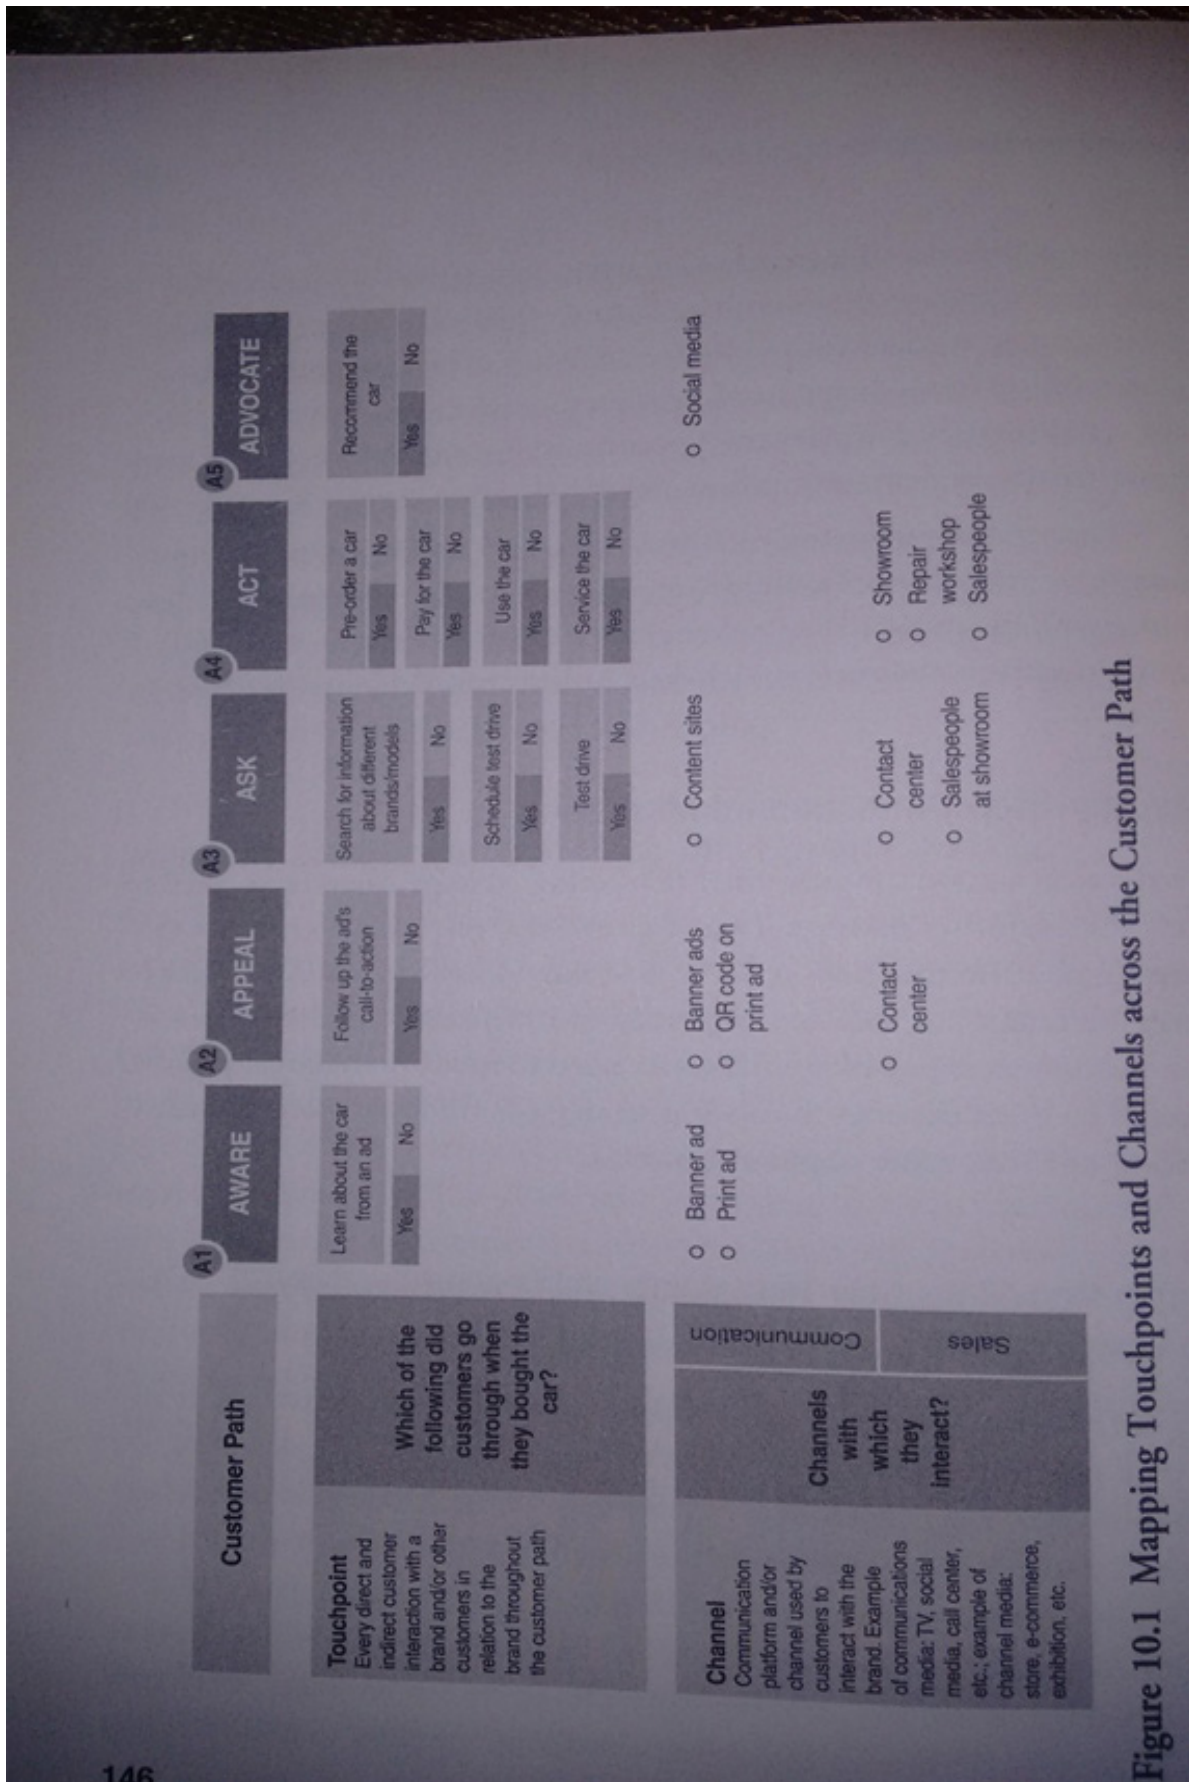 146
Customer Path
A1
AWARE
A2
APPEAL
A3
ASK
A4
ACT
A5
ADVOCATE
Touchpoint
Every direct and
indirect customer
interaction with a
brand and/or other
customers in
relation to the
brand throughout
the customer path
Which of the
following did
customers go
through when
they bought the
car?
Learn about the car
from an ad
Yes No
Follow up the ad's
call-to-action
Yes No
Search for information
about different
brands/models
Yes No
Schedule test drive
Yes No
Test drive
Yes No
Pre-order a car
Yes No
Pay for the car
Yes No
Use the car
Yes No
Service the car
Yes No
Recommend the
car
Yes No
Channel
Communication
platform and/or
channel used by
customers to
interact with the
brand. Example
of communications
media: TV, social
media, call center,
etc.; example of
channel media:
store, e-commerce,
exhibition, etc.
Channels
with
which
they
interact?
Communication
○ Banner ad
○ Print ad
○ Banner ads
○ QR code on
print ad
○ Content sites
○ Social media
Sales
○ Contact
center
○ Contact
center
○ Salespeople
at showroom
○ Showroom
○ Repair
workshop
○ Salespeople
Figure 10.1 Mapping Touchpoints and Channels across the Customer Path